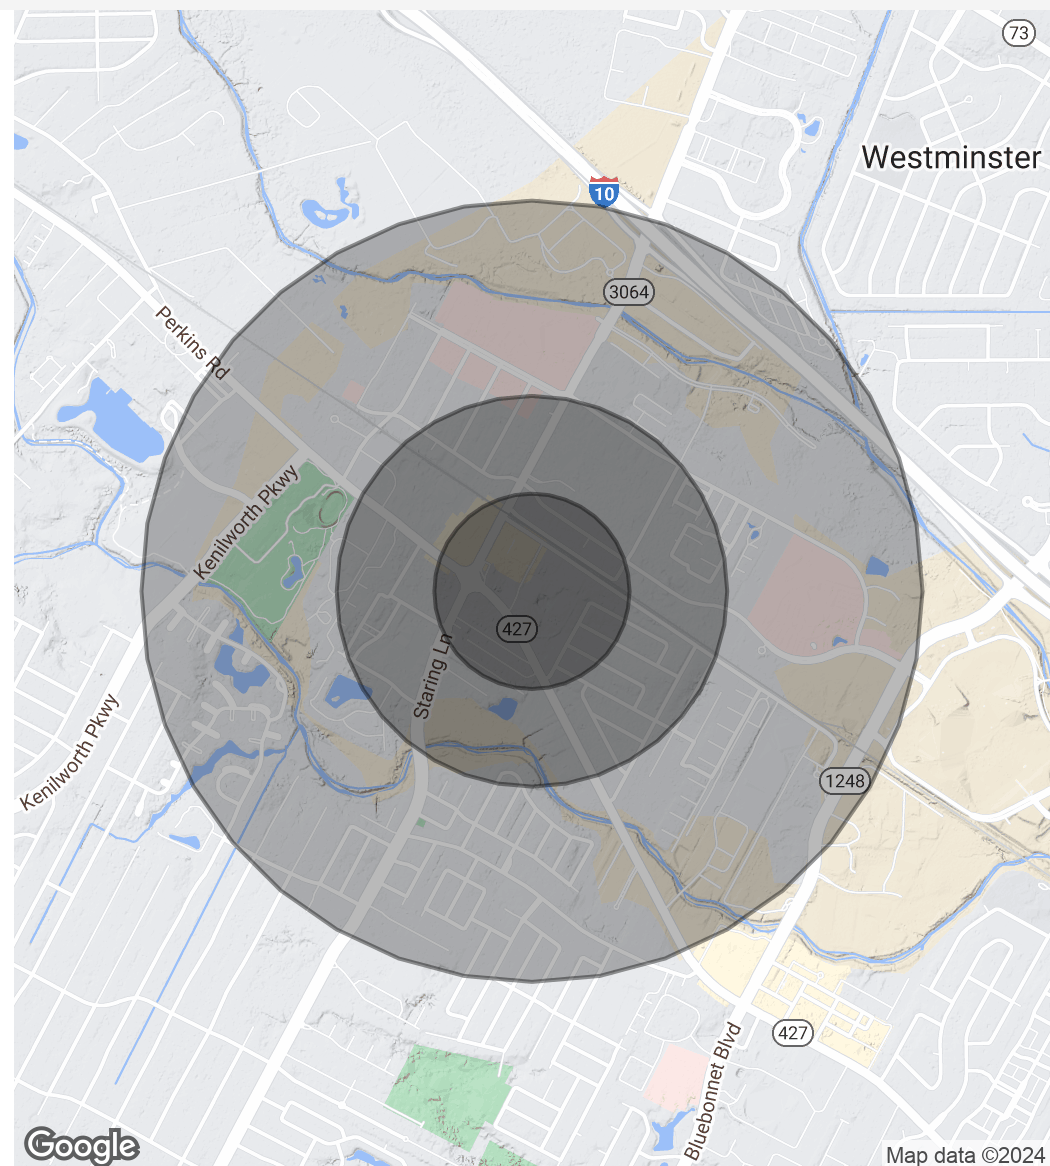 73
Westminster
10
3064
Perkins Rd
Kenilworth Pkwy
427
Staring Ln
Kenilworth Pkwy
1248
427
Bluebonnet Blvd
Google
Map data ©2024